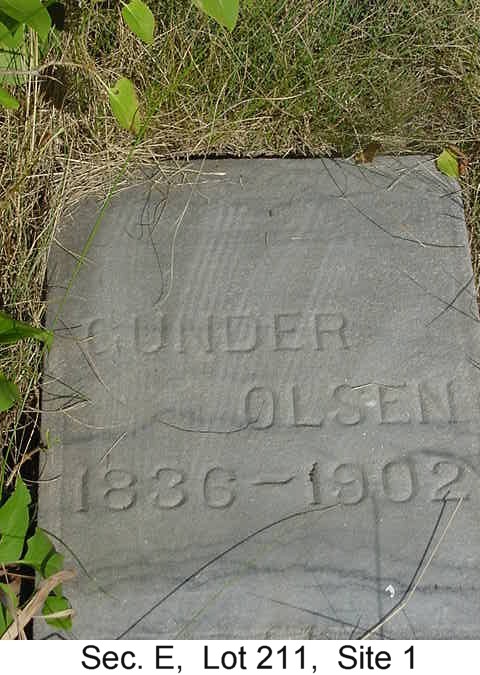 GUNDER
OLSEN
1836-1902
Sec. E, Lot 211, Site 1